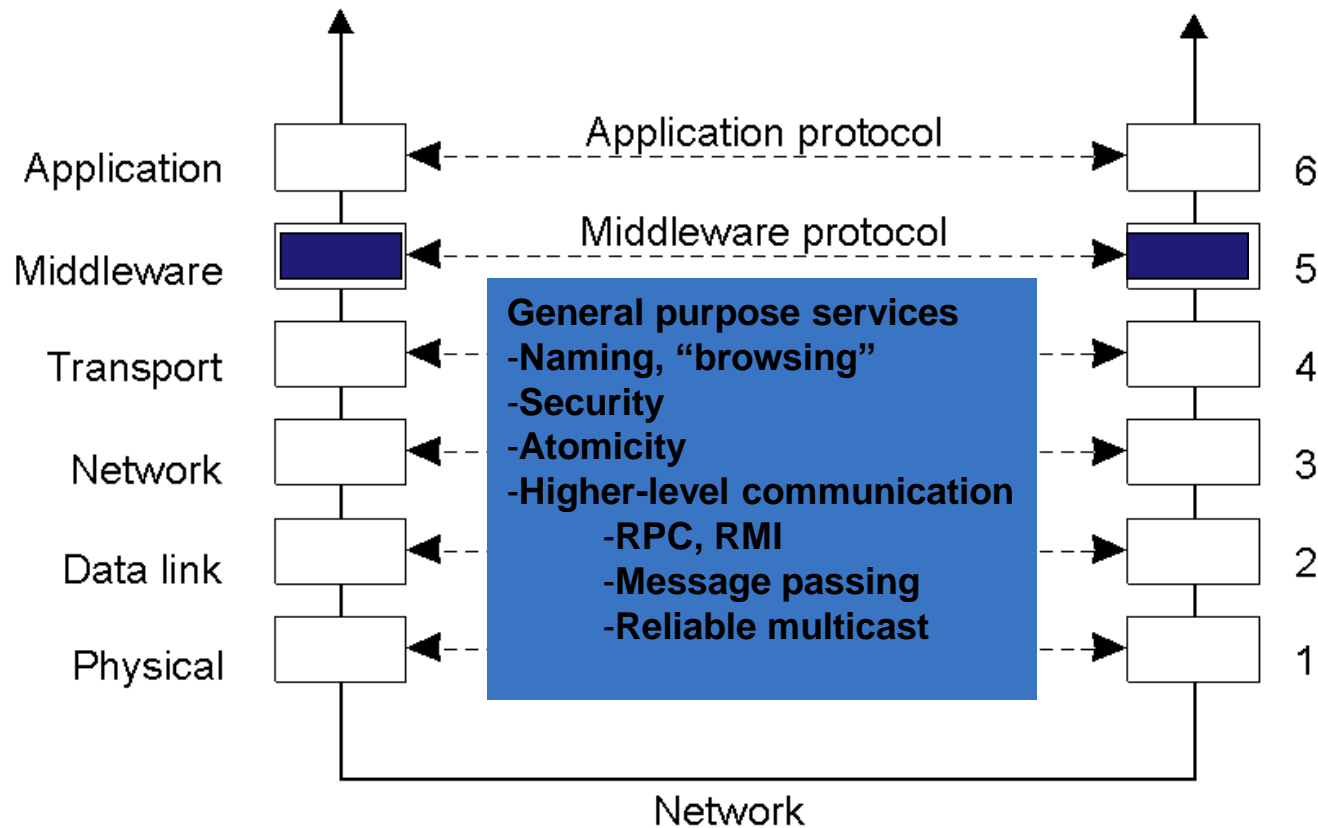 Application protocol
Application
6
Middleware protocol
Middleware
5
General purpose services
-Naming, “browsing”
Transport
4
-Security
-Atomicity
Network
3
-Higher-level communication
-RPC, RMI
Data link
2
-Message passing
-Reliable multicast
Physical
1
Network